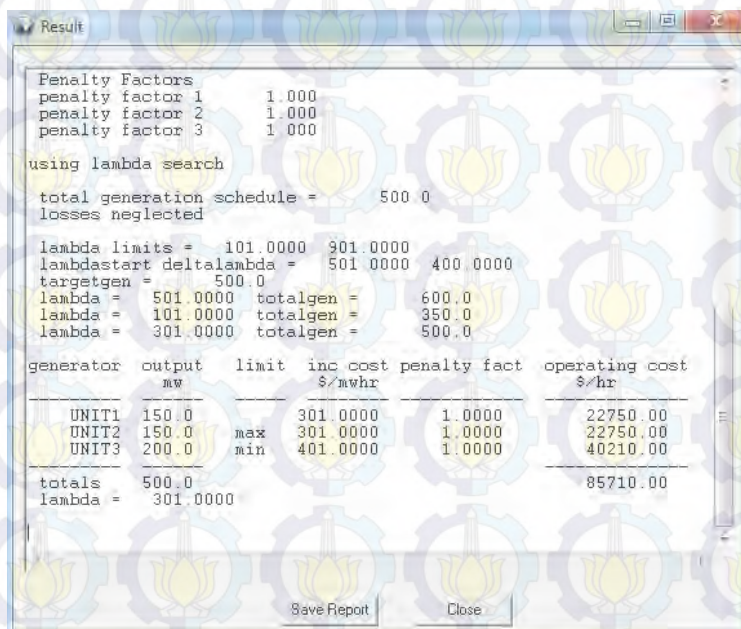 Result
Penalty Factors
penalty factor 1 1.000
penalty factor 2 1.000
penalty factor 3 1 000
using lambda search
total generation schedule = 500.0
losses neglected
lambda limits = 101.0000 901.0000
lambdastart deltalambda = 501 0000 400.0000
targetgen = 500.0
lambda = 501.0000 totalgen = 600.0
lambda = 101.0000 totalgen = 350.0
lambda = 301.0000 totalgen = 500.0
generator output limit inc cost penalty fact operating cost
mw $/mwhr $/hr
UNIT1 150.0 301.0000 1.0000 22750.00
UNIT2 150.0 max 301.0000 1.0000 22750.00
UNIT3 200.0 min 401.0000 1.0000 40210.00
totals 500.0 85710.00
lambda = 301.0000
Save Report Close